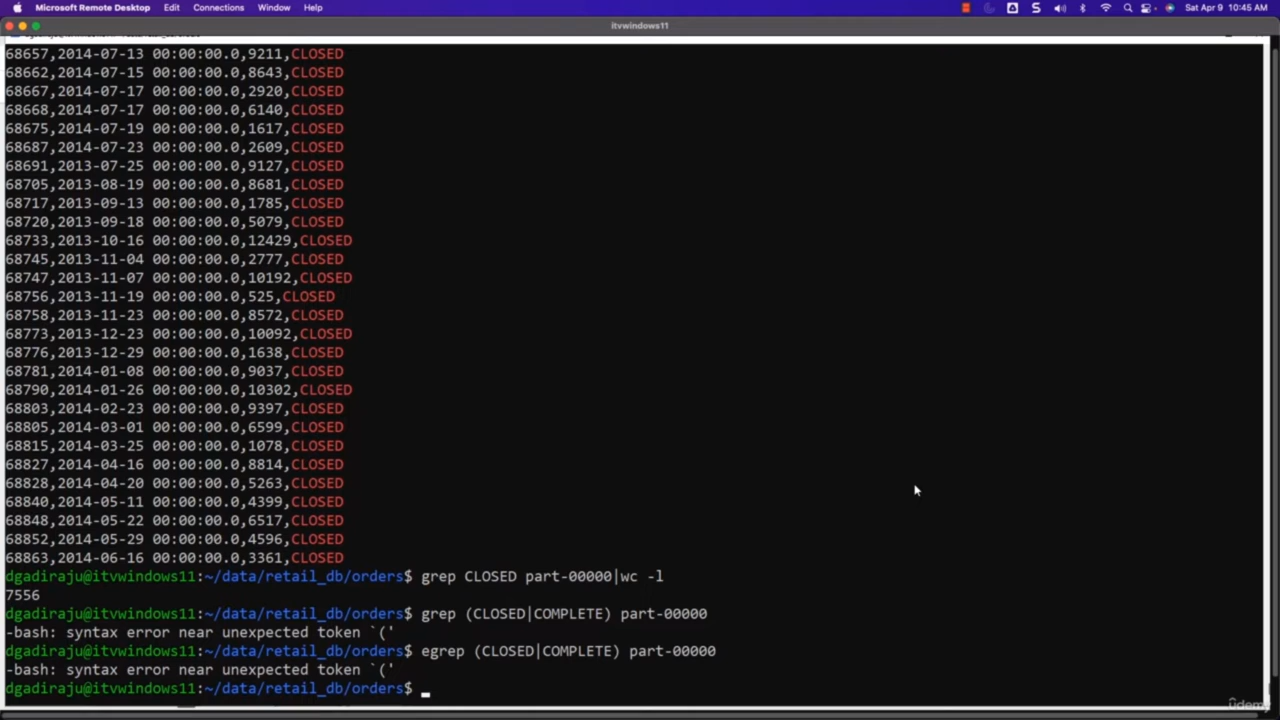 Microsoft Remote Desktop Edit Connections Window Help Sat Apr 9 10:45 AM
itvwindows11
68657,2014-07-13 00:00:00.0,9211,CLOSED
68662,2014-07-15 00:00:00.0,8643,CLOSED
68667,2014-07-17 00:00:00.0,2920,CLOSED
68668,2014-07-17 00:00:00.0,6140,CLOSED
68675,2014-07-19 00:00:00.0,1617,CLOSED
68687,2014-07-23 00:00:00.0,2609,CLOSED
68691,2013-07-25 00:00:00.0,9127,CLOSED
68705,2013-08-19 00:00:00.0,8681,CLOSED
68717,2013-09-13 00:00:00.0,1785,CLOSED
68720,2013-09-18 00:00:00.0,5079,CLOSED
68733,2013-10-16 00:00:00.0,12429,CLOSED
68745,2013-11-04 00:00:00.0,2777,CLOSED
68747,2013-11-07 00:00:00.0,10192,CLOSED
68756,2013-11-19 00:00:00.0,525,CLOSED
68758,2013-11-23 00:00:00.0,8572,CLOSED
68773,2013-12-23 00:00:00.0,10092,CLOSED
68776,2013-12-29 00:00:00.0,1638,CLOSED
68781,2014-01-08 00:00:00.0,9037,CLOSED
68790,2014-01-26 00:00:00.0,10302,CLOSED
68803,2014-02-23 00:00:00.0,9397,CLOSED
68805,2014-03-01 00:00:00.0,6599,CLOSED
68815,2014-03-25 00:00:00.0,1078,CLOSED
68827,2014-04-16 00:00:00.0,8814,CLOSED
68828,2014-04-20 00:00:00.0,5263,CLOSED
68840,2014-05-11 00:00:00.0,4399,CLOSED
68848,2014-05-22 00:00:00.0,6517,CLOSED
68852,2014-05-29 00:00:00.0,4596,CLOSED
68863,2014-06-16 00:00:00.0,3361,CLOSED
dgadiraju@itvwindows11:~/data/retail_db/orders$ grep CLOSED part-00000|wc -l
7556
dgadiraju@itvwindows11:~/data/retail_db/orders$ grep (CLOSED|COMPLETE) part-00000
-bash: syntax error near unexpected token `('
dgadiraju@itvwindows11:~/data/retail_db/orders$ egrep (CLOSED|COMPLETE) part-00000
-bash: syntax error near unexpected token `('
dgadiraju@itvwindows11:~/data/retail_db/orders$
udemy